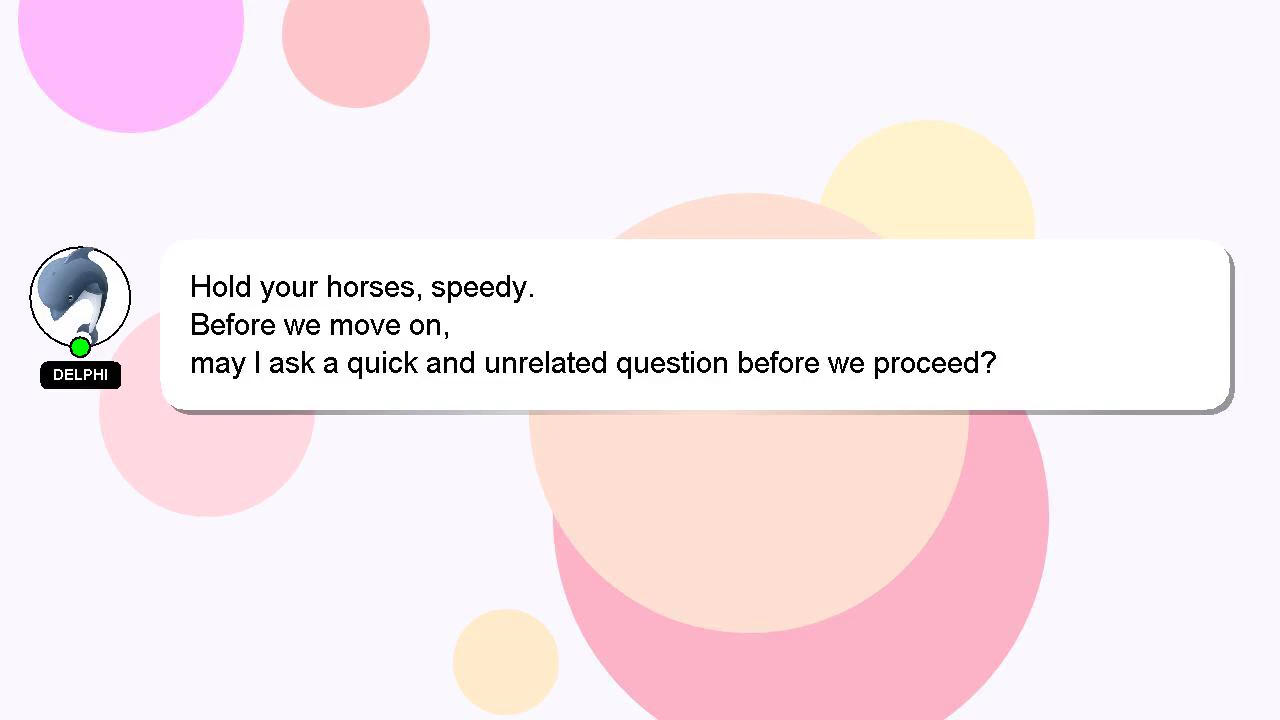 Hold your horses, speedy.
Before we move on,
may I ask a quick and unrelated question before we proceed?
DELPHI